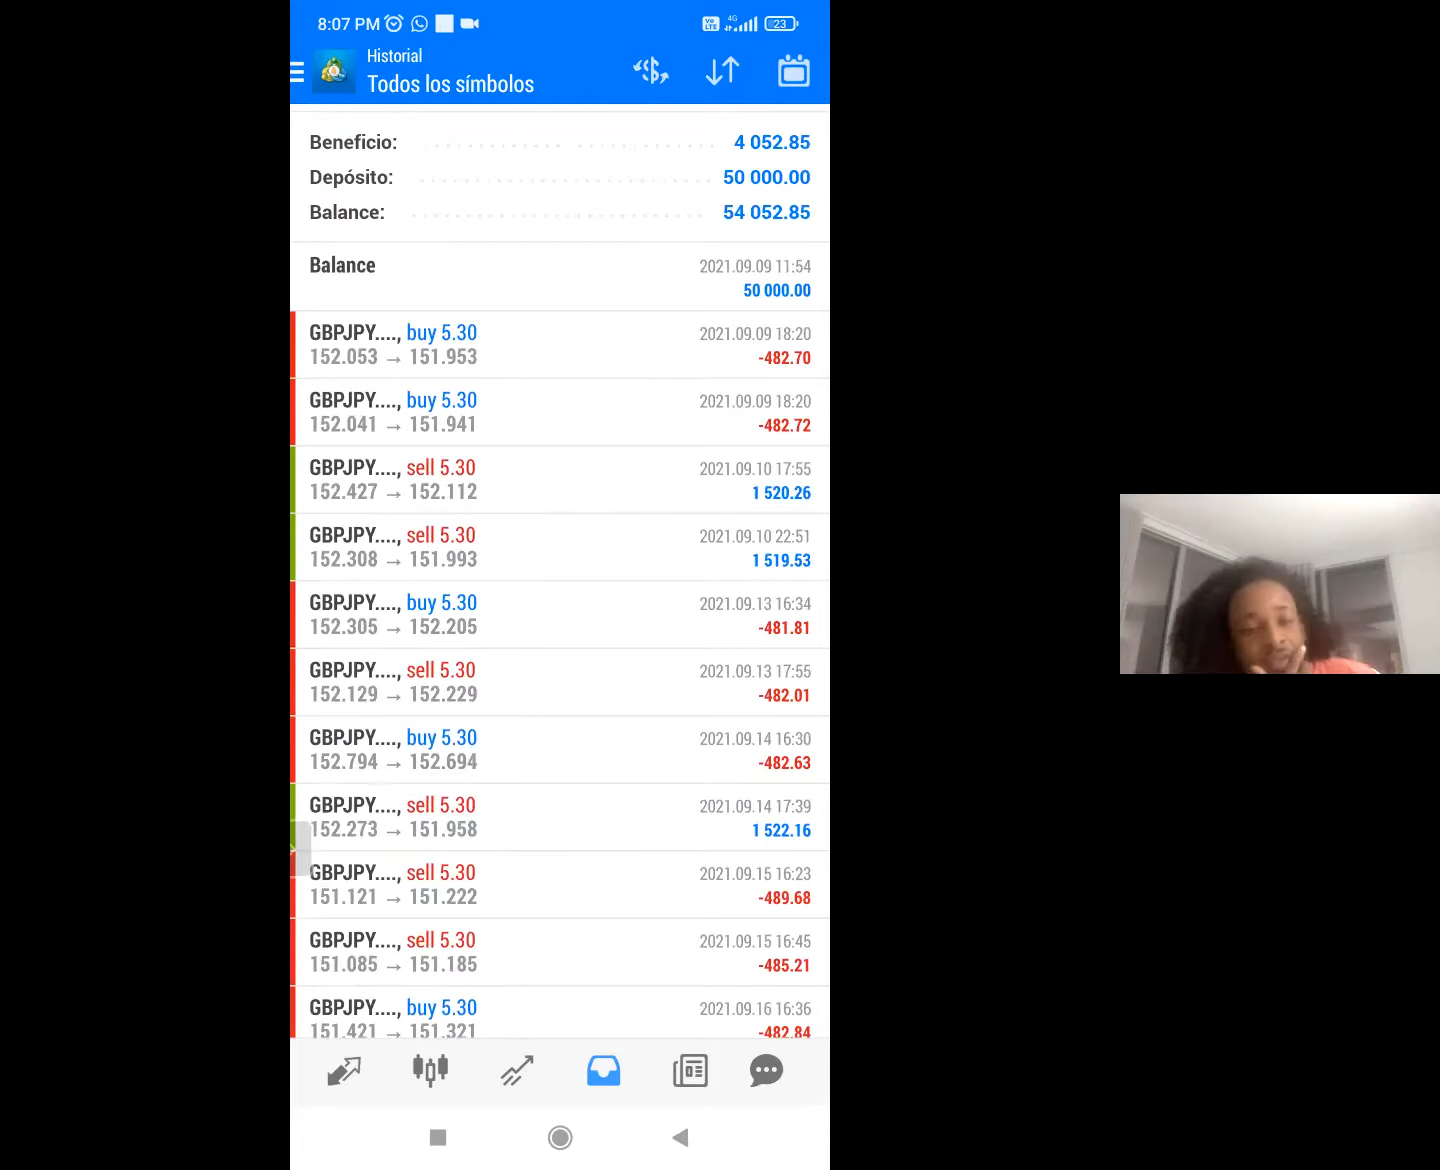 8:07 PM
Vo LTE 4G 23
Historial
Todos los símbolos
Beneficio: 4 052.85
Depósito: 50 000.00
Balance: 54 052.85
Balance 2021.09.09 11:54
50 000.00
GBPJPY...., buy 5.30 2021.09.09 18:20
152.053 → 151.953 -482.70
GBPJPY...., buy 5.30 2021.09.09 18:20
152.041 → 151.941 -482.72
GBPJPY...., sell 5.30 2021.09.10 17:55
152.427 → 152.112 1 520.26
GBPJPY...., sell 5.30 2021.09.10 22:51
152.308 → 151.993 1 519.53
GBPJPY...., buy 5.30 2021.09.13 16:34
152.305 → 152.205 -481.81
GBPJPY...., sell 5.30 2021.09.13 17:55
152.129 → 152.229 -482.01
GBPJPY...., buy 5.30 2021.09.14 16:30
152.794 → 152.694 -482.63
GBPJPY...., sell 5.30 2021.09.14 17:39
152.273 → 151.958 1 522.16
GBPJPY...., sell 5.30 2021.09.15 16:23
151.121 → 151.222 -489.68
GBPJPY...., sell 5.30 2021.09.15 16:45
151.085 → 151.185 -485.21
GBPJPY...., buy 5.30 2021.09.16 16:36
151.421 → 151.321 -482.84